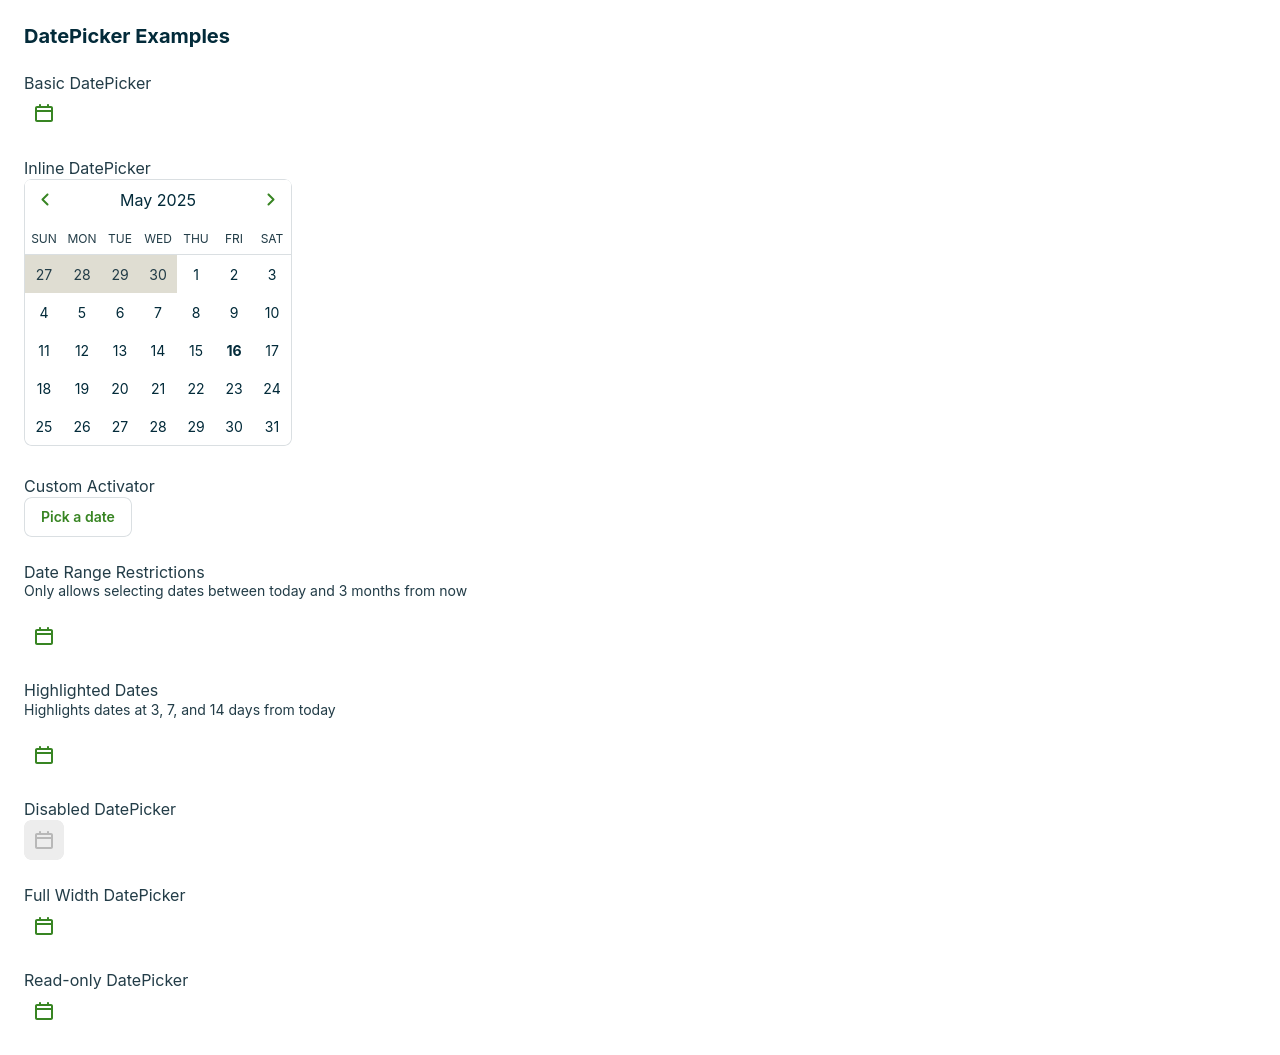 DatePicker Examples
Basic DatePicker
Inline DatePicker
May 2025
SUN MON TUE WED THU FRI SAT
27 28 29 30 1 2 3
4 5 6 7 8 9 10
11 12 13 14 15 16 17
18 19 20 21 22 23 24
25 26 27 28 29 30 31
Custom Activator
Pick a date
Date Range Restrictions
Only allows selecting dates between today and 3 months from now
Highlighted Dates
Highlights dates at 3, 7, and 14 days from today
Disabled DatePicker
Full Width DatePicker
Read-only DatePicker